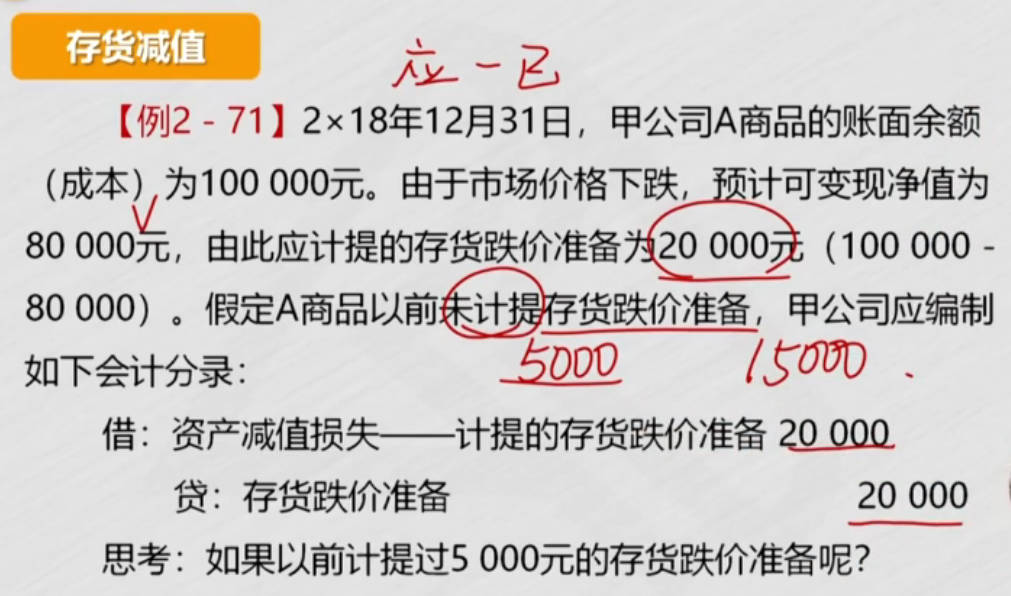 存货减值
应-已
【例2-71】2×18年12月31日，甲公司A商品的账面余额
（成本）为100 000元。由于市场价格下跌，预计可变现净值为
80 000元，由此应计提的存货跌价准备为20 000元（100 000-
80 000）。假定A商品以前未计提存货跌价准备，甲公司应编制
5000 15000
如下会计分录：
借：资产减值损失——计提的存货跌价准备 20 000
贷：存货跌价准备 20 000
思考：如果以前计提过5 000元的存货跌价准备呢？